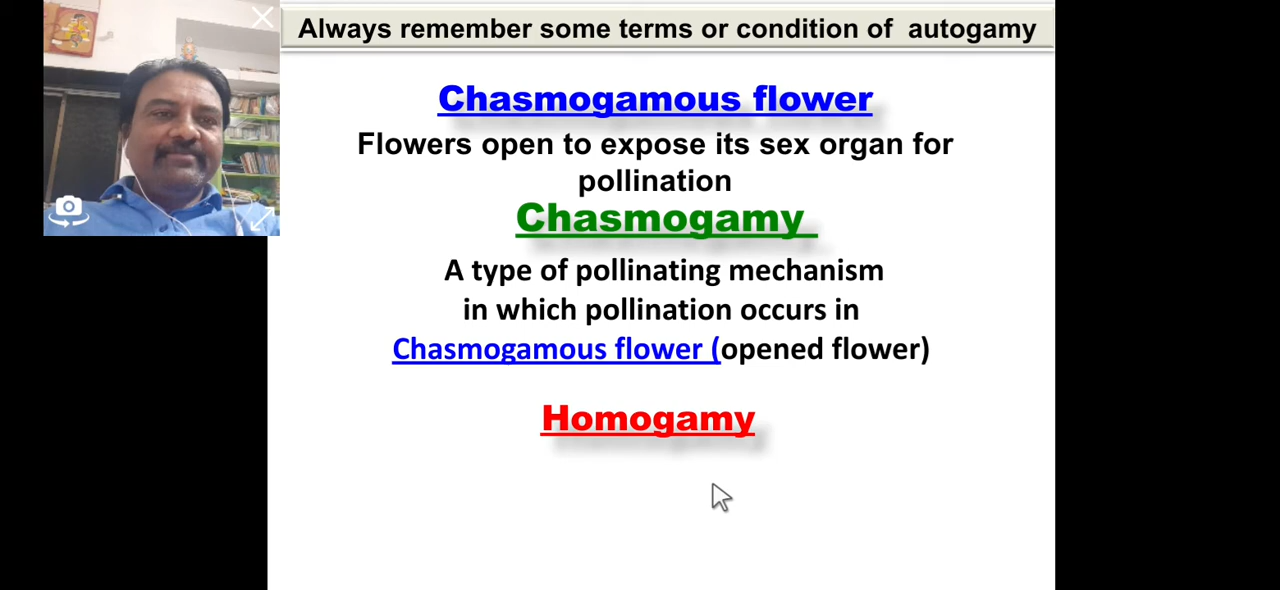 Always remember some terms or condition of autogamy
Chasmogamous flower
Flowers open to expose its sex organ for
pollination
Chasmogamy
A type of pollinating mechanism
in which pollination occurs in
Chasmogamous flower (opened flower)
Homogamy